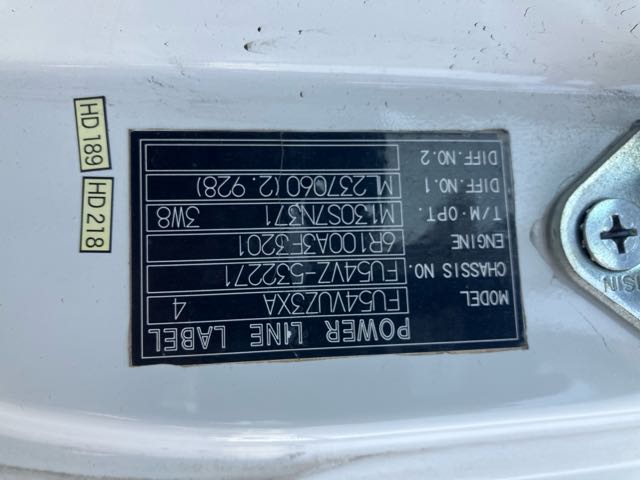 POWER LINE LABEL
MODEL FU54VUZ3XA 4
CHASSIS NO. FU54VZ-532271
ENGINE 6R100A3F3201
T/M·OPT. M130S7N371 3W8
DIFF.NO.1 ML237060(2.928)
DIFF.NO.2
HD 218
HD 189